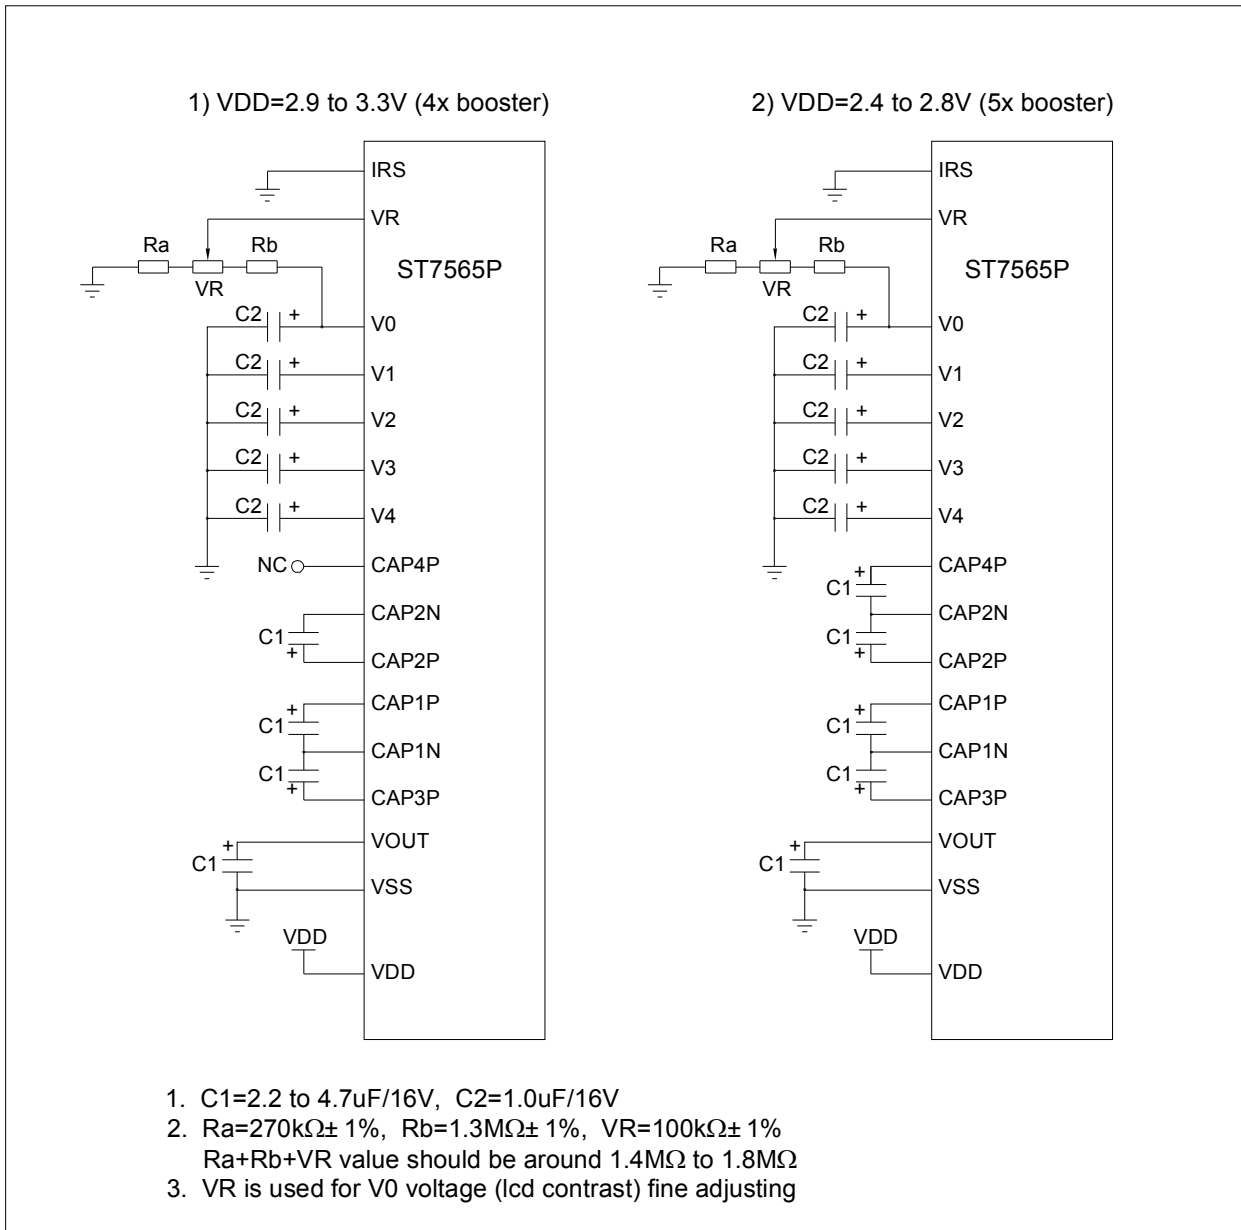 1) VDD=2.9 to 3.3V (4x booster)
IRS
VR
Ra
Rb
VR
ST7565P
C2 + V0
C2 + V1
C2 + V2
C2 + V3
C2 + V4
NC CAP4P
CAP2N
C1
+
CAP2P
CAP1P
+
C1
CAP1N
C1
+
CAP3P
VOUT
+
C1
VSS
VDD
VDD
2) VDD=2.4 to 2.8V (5x booster)
IRS
VR
Ra
Rb
VR
ST7565P
C2 + V0
C2 + V1
C2 + V2
C2 + V3
C2 + V4
CAP4P
+
C1
CAP2N
C1
+
CAP2P
CAP1P
+
C1
CAP1N
C1
+
CAP3P
VOUT
+
C1
VSS
VDD
VDD
1. C1=2.2 to 4.7uF/16V, C2=1.0uF/16V
2. Ra=270kΩ± 1%, Rb=1.3MΩ± 1%, VR=100kΩ± 1%
Ra+Rb+VR value should be around 1.4MΩ to 1.8MΩ
3. VR is used for V0 voltage (lcd contrast) fine adjusting